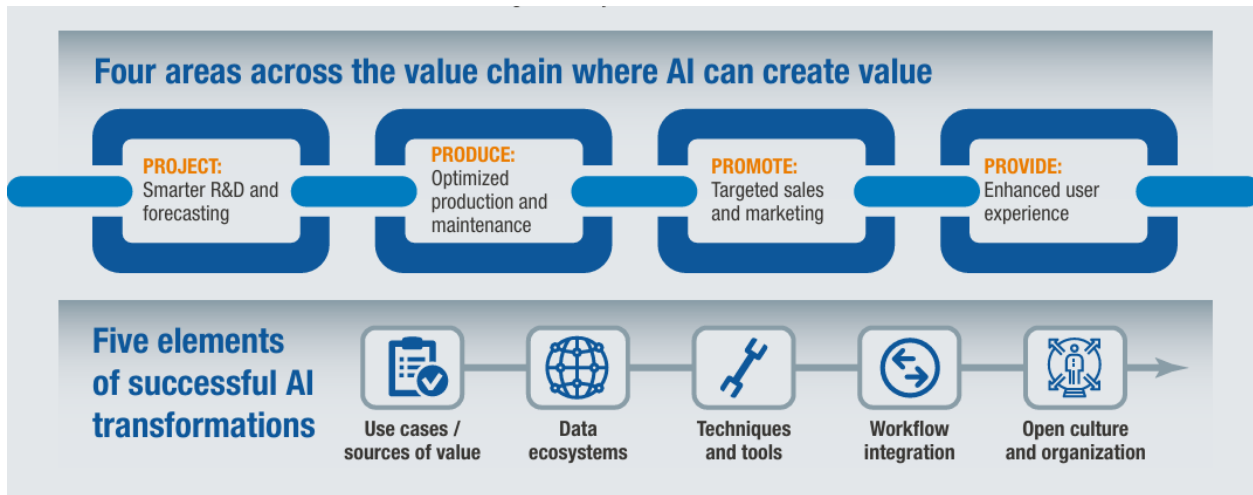 Four areas across the value chain where AI can create value
PROJECT:
Smarter R&D and
forecasting
PRODUCE:
Optimized
production and
maintenance
PROMOTE:
Targeted sales
and marketing
PROVIDE:
Enhanced user
experience
Five elements
of successful AI
transformations
Use cases /
sources of value
Data
ecosystems
Techniques
and tools
Workflow
integration
Open culture
and organization